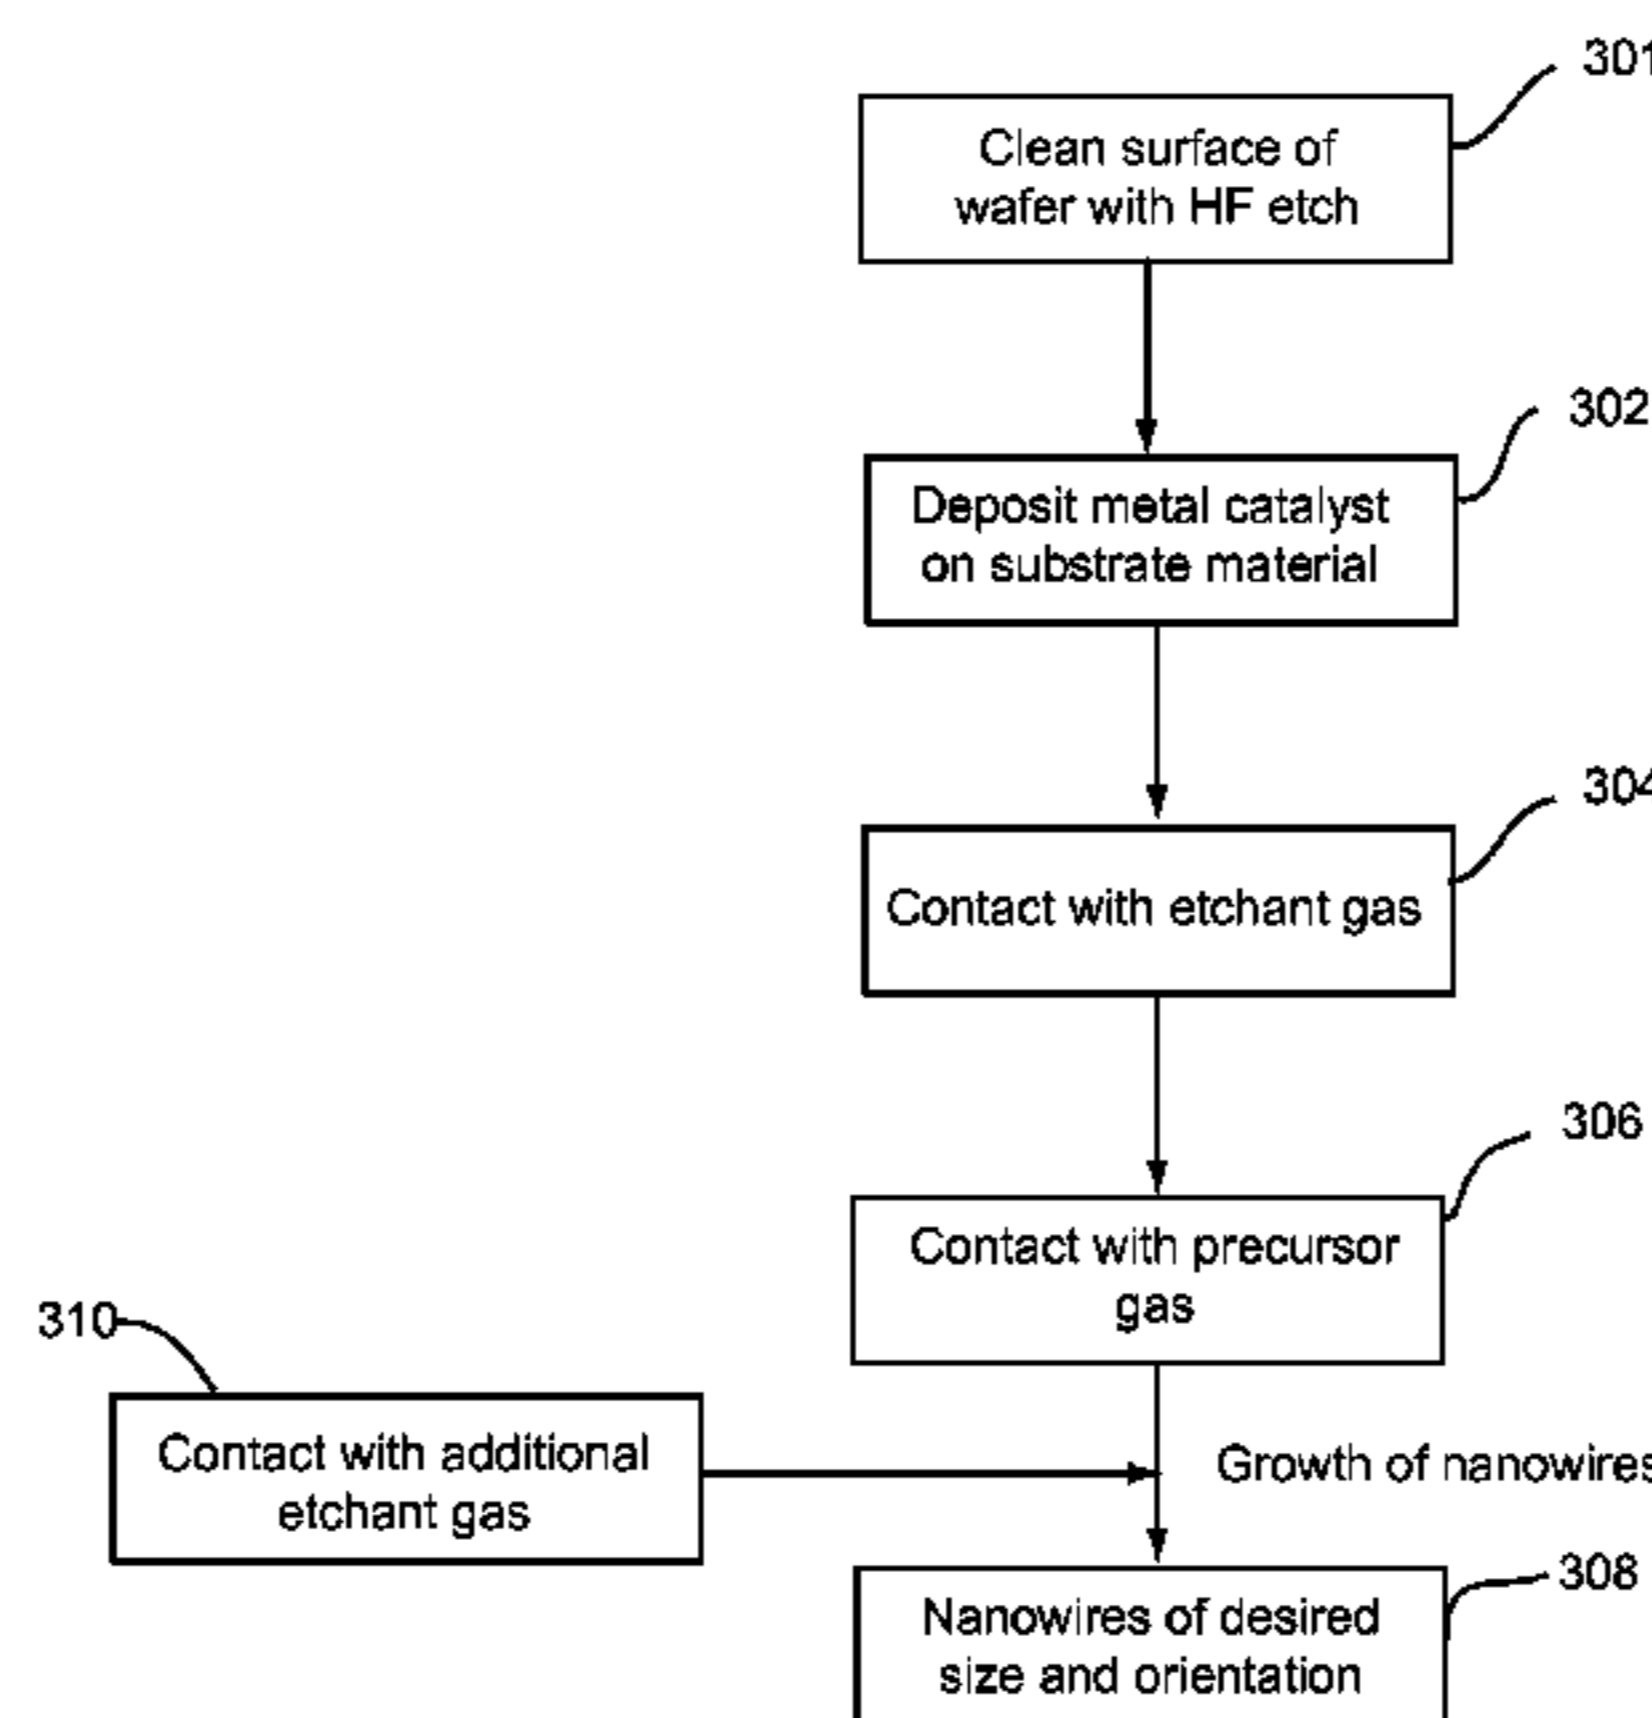 301
Clean surface of
wafer with HF etch
302
Deposit metal catalyst
on substrate material
304
Contact with etchant gas
306
Contact with precursor
gas
310
Contact with additional
etchant gas
Growth of nanowires
308
Nanowires of desired
size and orientation